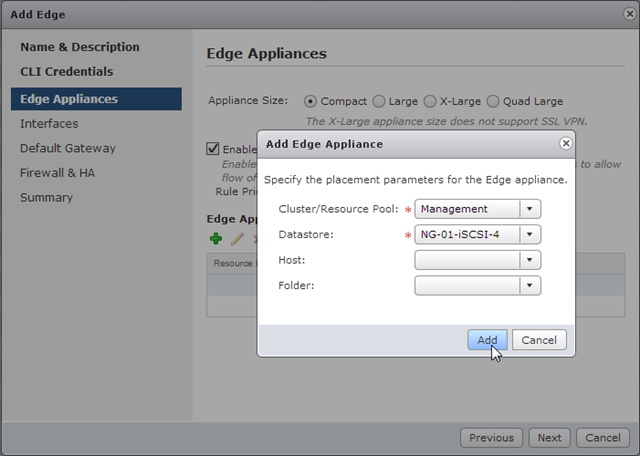 Add Edge
Name & Description
CLI Credentials
Edge Appliances
Interfaces
Default Gateway
Firewall & HA
Summary
Edge Appliances
Appliance Size: Compact Large X-Large Quad Large
The X-Large appliance size does not support SSL VPN.
Enable
Enable to allow
flow of
Rule Prio
Edge App
Resource
Add Edge Appliance
Specify the placement parameters for the Edge appliance.
Cluster/Resource Pool: * Management
Datastore: * NG-01-iSCSI-4
Host:
Folder:
Add Cancel
Previous Next Cancel